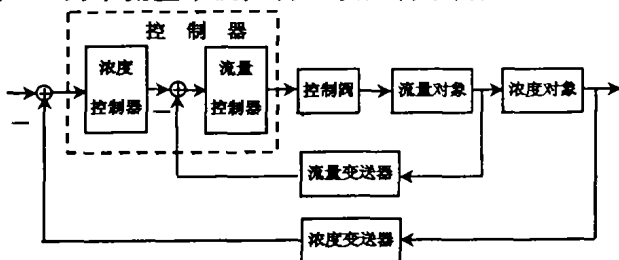 控制器
浓度
控制器
流量
控制器
控制阀
流量对象
浓度对象
流量变送器
浓度变送器